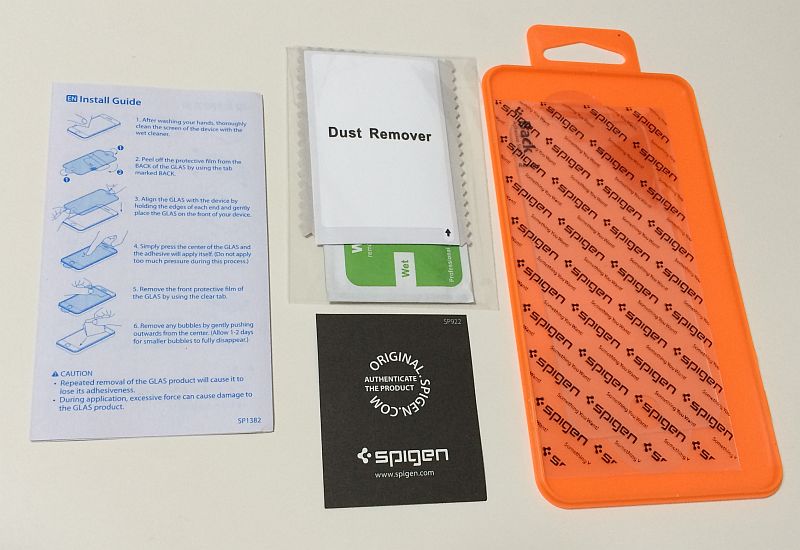 EN Install Guide
1. After washing your hands, thoroughly
clean the screen of the device with the
wet cleaner.
2. Peel off the protective film from the
BACK of the GLAS by using the tab
marked BACK.
3. Align the GLAS with the device by
holding the edges of each end and gently
place the GLAS on the front of your device.
4. Simply press the center of the GLAS and
the adhesive will apply itself. (Do not apply
too much pressure during this process.)
5. Remove the front protective film of
the GLAS by using the clear tab.
6. Remove any bubbles by gently pushing
outwards from the center. (Allow 1-2 days
for smaller bubbles to fully disappear.)
CAUTION
• Repeated removal of the GLAS product will cause it to
lose its adhesiveness.
• During application, excessive force can cause damage to
the GLAS product.
SP1382
Dust Remover
Wet
Professional
SP922
ORIGINAL.SPIGEN.COM
AUTHENTICATE
THE PRODUCT
spigen
www.spigen.com
Back
spigen
Something You Want!